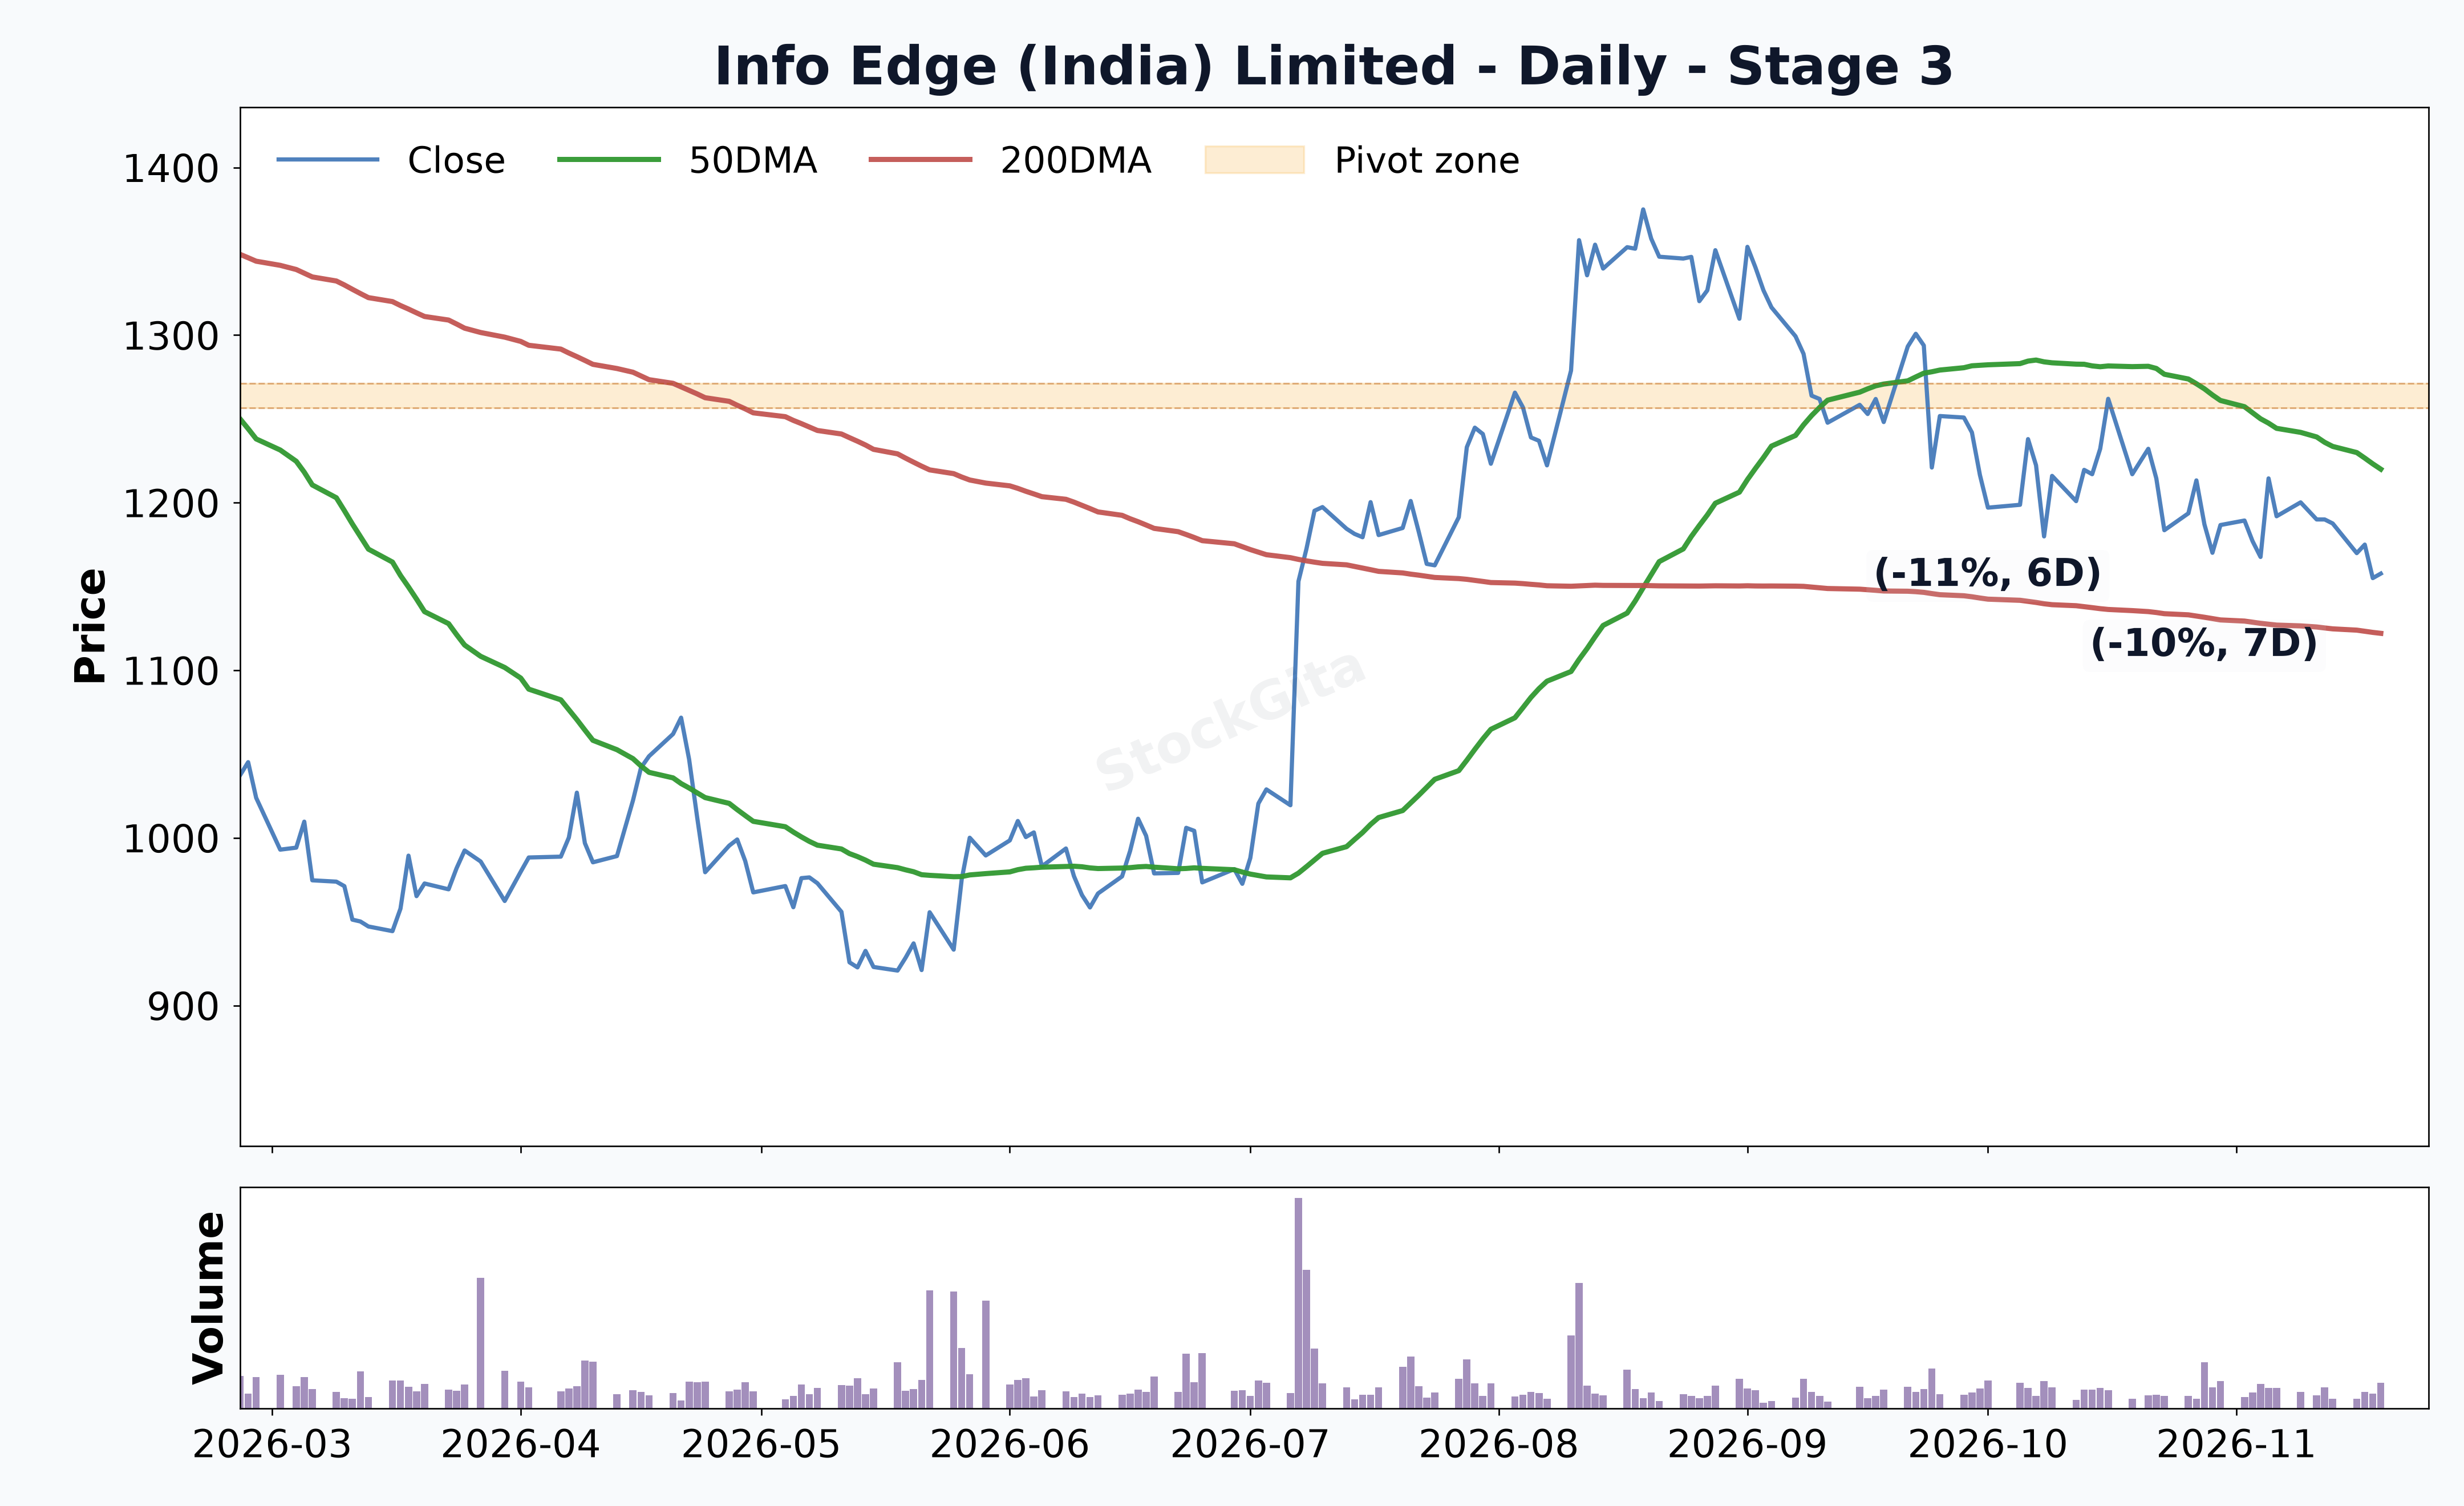 Info Edge (India) Limited - Daily - Stage 3
Close 50DMA 200DMA Pivot zone
1400
1300
1200
1100
1000
900
Price
(-11%, 6D)
(-10%, 7D)
StockGita
Volume
2026-03 2026-04 2026-05 2026-06 2026-07 2026-08 2026-09 2026-10 2026-11